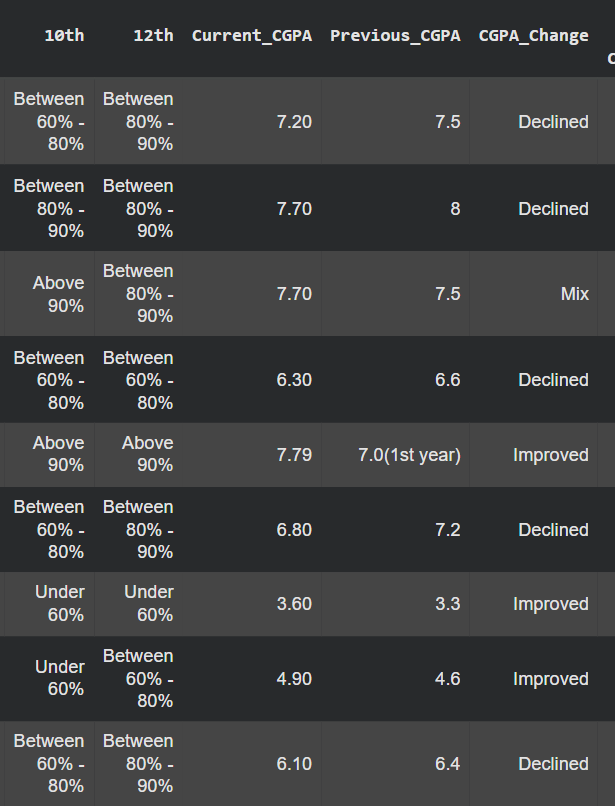 10th 12th Current_CGPA Previous_CGPA CGPA_Change
Between Between
60% - 80% - 7.20 7.5 Declined
80% 90%
Between Between
80% - 80% - 7.70 8 Declined
90% 90%
Above Between
90% 80% - 7.70 7.5 Mix
90%
Between Between
60% - 60% - 6.30 6.6 Declined
80% 80%
Above Above
90% 90% 7.79 7.0(1st year) Improved
Between Between
60% - 80% - 6.80 7.2 Declined
80% 90%
Under Under
60% 60% 3.60 3.3 Improved
Under Between
60% 60% - 4.90 4.6 Improved
80%
Between Between
60% - 80% - 6.10 6.4 Declined
80% 90%